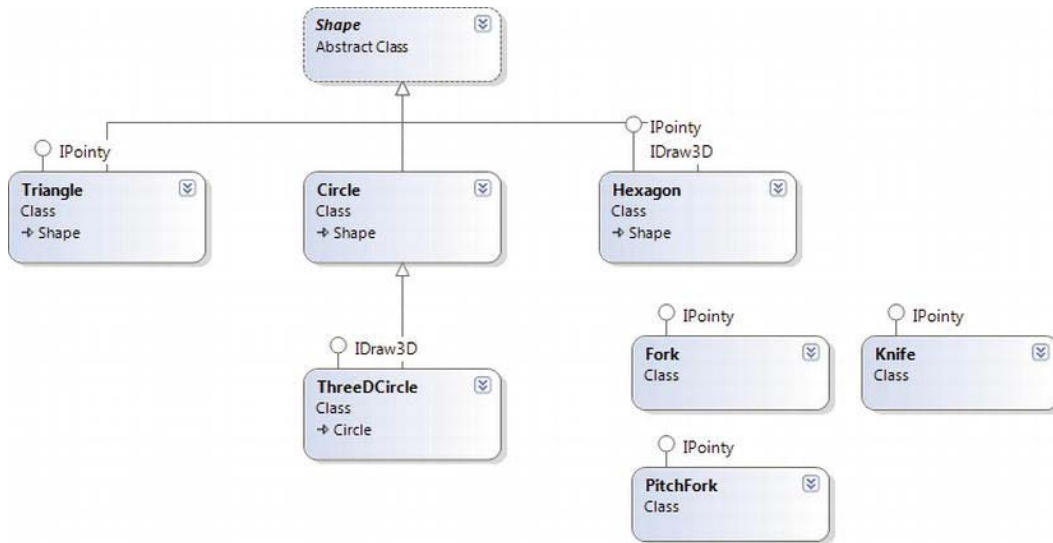 Shape
Abstract Class
IPointy
Triangle
Class
Shape
Circle
Class
Shape
IPointy
IDraw3D
Hexagon
Class
Shape
IDraw3D
ThreeDCircle
Class
Circle
IPointy
Fork
Class
IPointy
Knife
Class
IPointy
PitchFork
Class